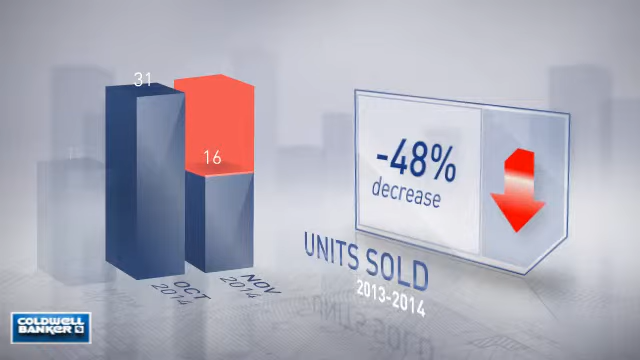 31
16
OCT
2014
NOV
2014
-48%
decrease
UNITS SOLD
2013-2014
COLDWELL
BANKER